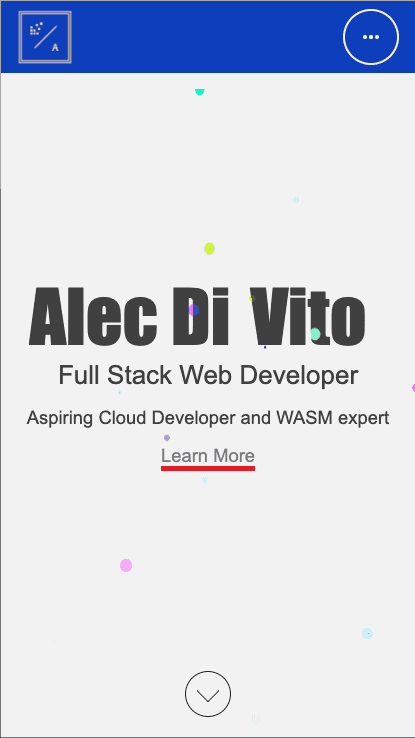 A
Alec Di Vito
Full Stack Web Developer
Aspiring Cloud Developer and WASM expert
Learn More